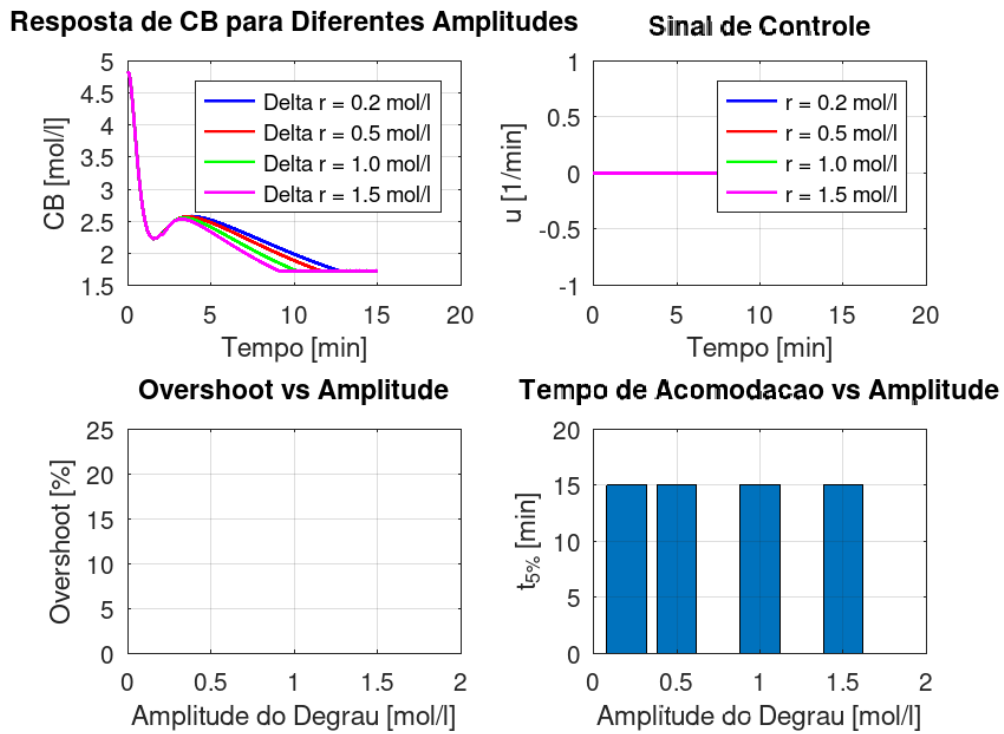 Resposta de CB para Diferentes Amplitudes
CB [mol/l]
5
4.5
4
3.5
3
2.5
2
1.5
Delta r = 0.2 mol/l
Delta r = 0.5 mol/l
Delta r = 1.0 mol/l
Delta r = 1.5 mol/l
0 5 10 15 20
Tempo [min]
Sinal de Controle
u [1/min]
1
0.5
0
-0.5
-1
r = 0.2 mol/l
r = 0.5 mol/l
r = 1.0 mol/l
r = 1.5 mol/l
0 5 10 15 20
Tempo [min]
Overshoot vs Amplitude
Overshoot [%]
25
20
15
10
5
0
0 0.5 1 1.5 2
Amplitude do Degrau [mol/l]
Tempo de Acomodacao vs Amplitude
t5% [min]
20
15
10
5
0
0 0.5 1 1.5 2
Amplitude do Degrau [mol/l]